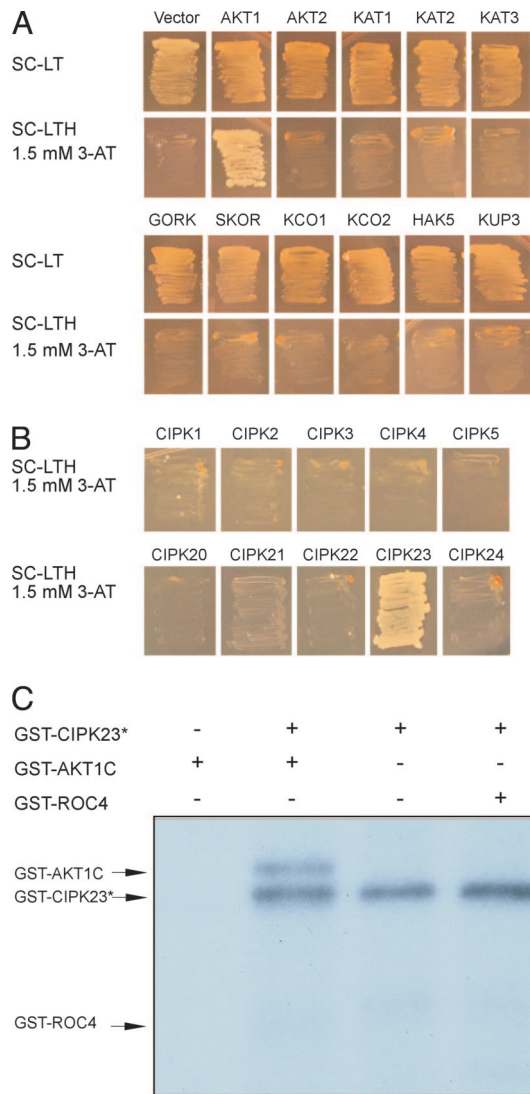 A
Vector AKT1 AKT2 KAT1 KAT2 KAT3
SC-LT
SC-LTH
1.5 mM 3-AT
GORK SKOR KCO1 KCO2 HAK5 KUP3
SC-LT
SC-LTH
1.5 mM 3-AT
B
CIPK1 CIPK2 CIPK3 CIPK4 CIPK5
SC-LTH
1.5 mM 3-AT
CIPK20 CIPK21 CIPK22 CIPK23 CIPK24
SC-LTH
1.5 mM 3-AT
C
GST-CIPK23* - + + +
GST-AKT1C + + - -
GST-ROC4 - - - +
GST-AKT1C
GST-CIPK23*
GST-ROC4